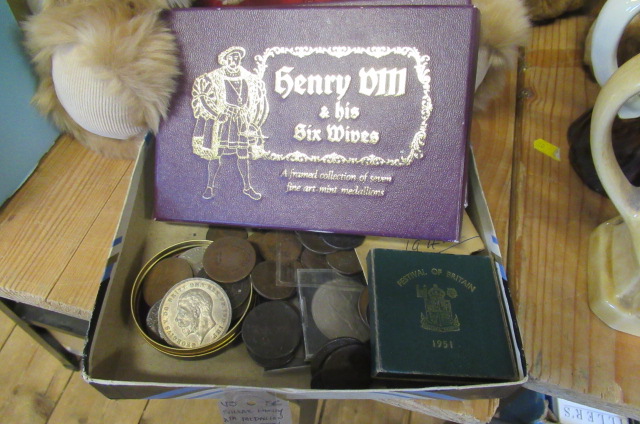 Henry VIII
& his
Six Wives
A framed collection of seven
fine art mint medallions
FESTIVAL OF BRITAIN
1951